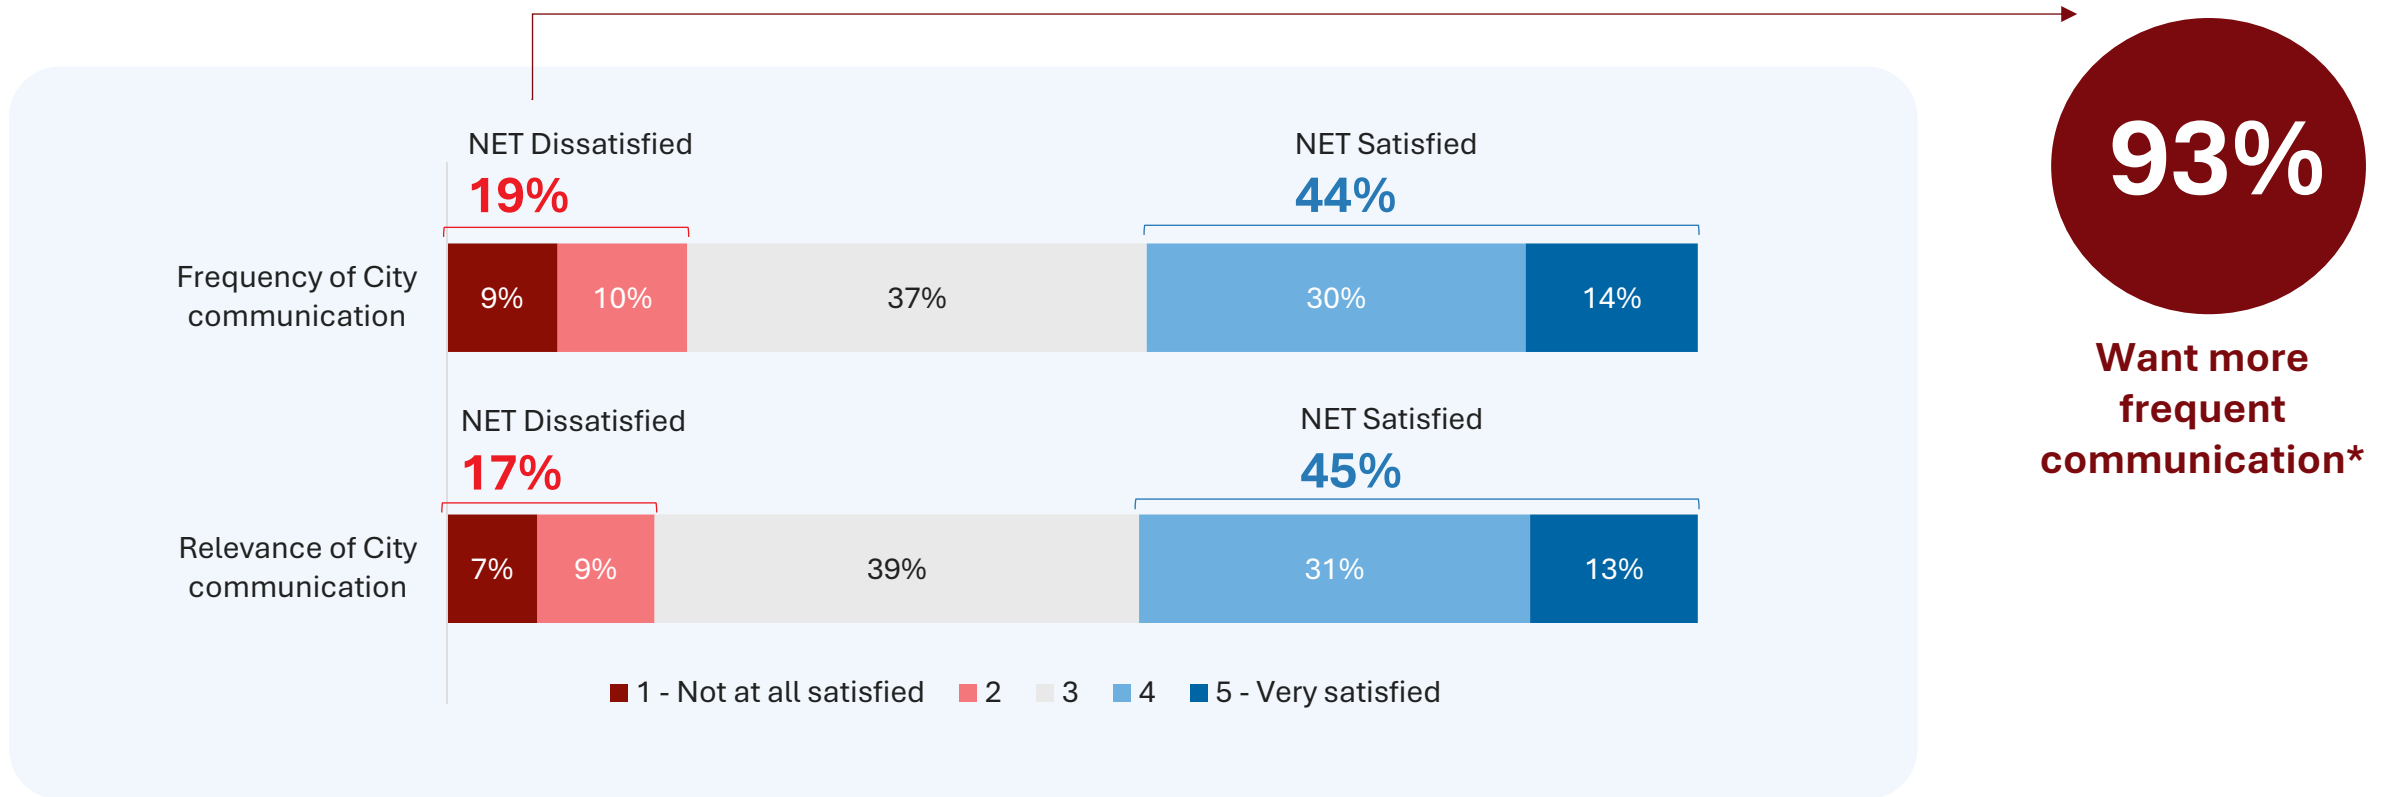 NET Dissatisfied
19%
NET Satisfied
44%
93%
Frequency of City
communication
9%
10%
37%
30%
14%
Want more
frequent
communication*
NET Dissatisfied
17%
NET Satisfied
45%
Relevance of City
communication
7%
9%
39%
31%
13%
1 - Not at all satisfied
2
3
4
5 - Very satisfied